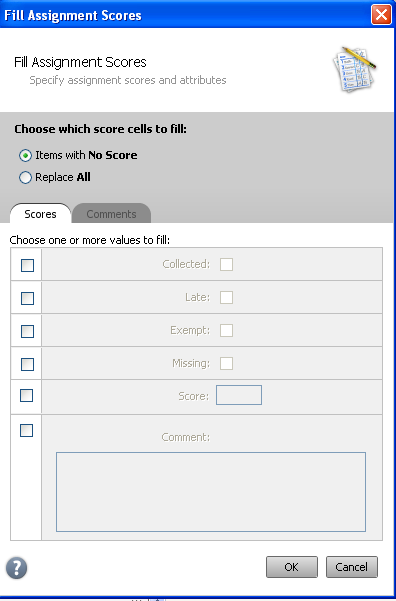 Fill Assignment Scores
Fill Assignment Scores
Specify assignment scores and attributes
Choose which score cells to fill:
Items with No Score
Replace All
Scores
Comments
Choose one or more values to fill:
Collected:
Late:
Exempt:
Missing:
Score:
Comment:
?
OK
Cancel